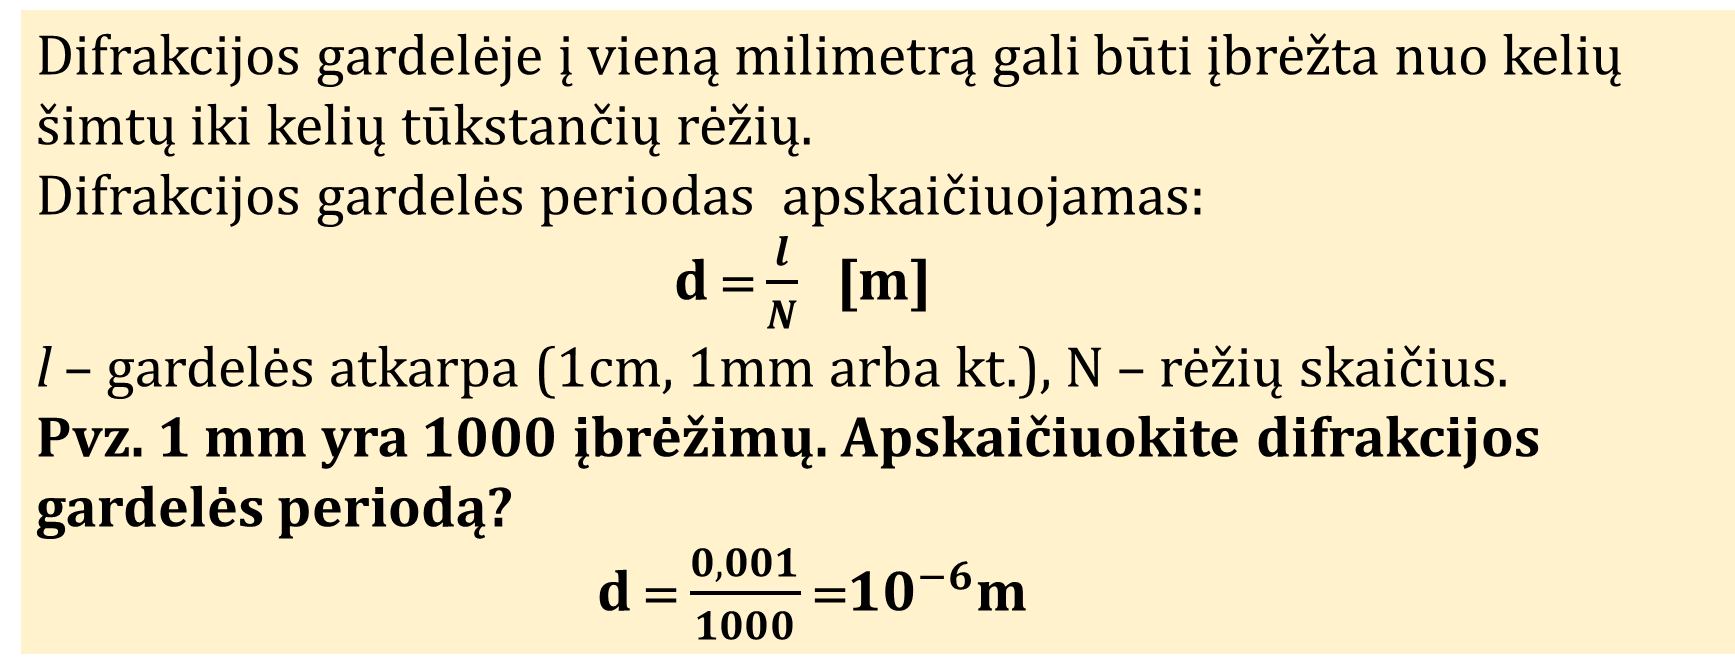 Difrakcijos gardelėje į vieną milimetrą gali būti įbrėžta nuo kelių
šimtų iki kelių tūkstančių rėžių.
Difrakcijos gardelės periodas apskaičiuojamas:
d = l/N [m]
l – gardelės atkarpa (1cm, 1mm arba kt.), N – rėžių skaičius.
Pvz. 1 mm yra 1000 įbrėžimų. Apskaičiuokite difrakcijos
gardelės periodą?
d = 0,001/1000 =10⁻⁶m